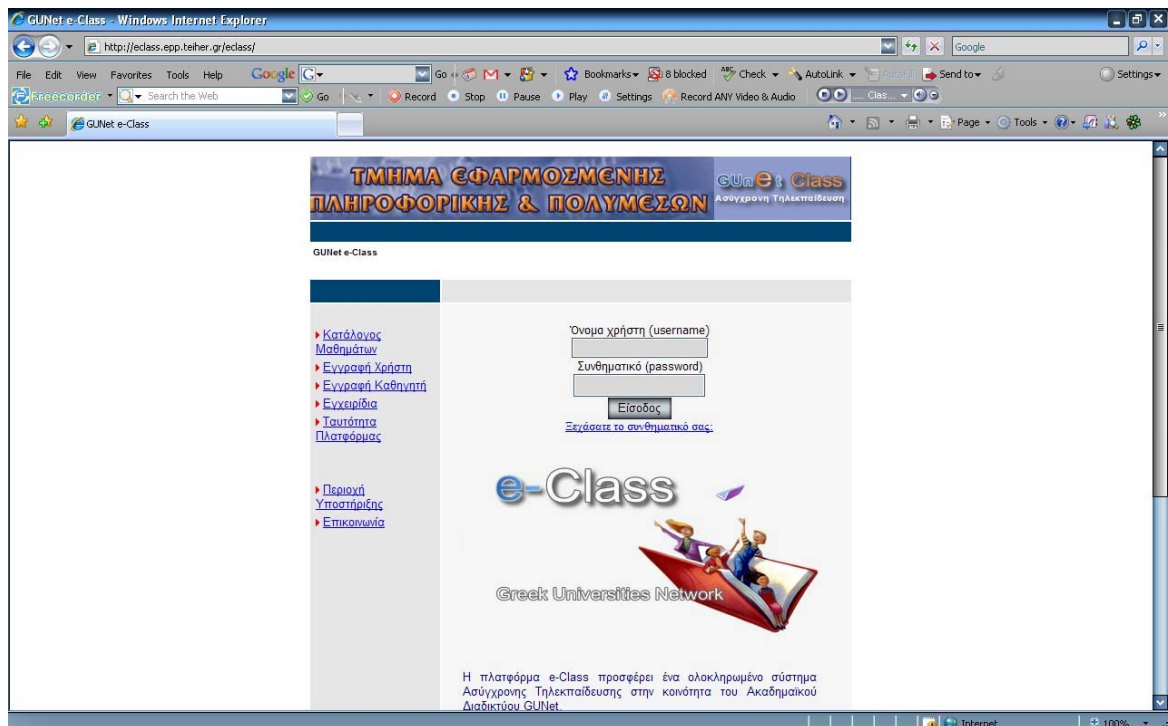 GUNet e-Class - Windows Internet Explorer
http://eclass.epp.teiher.gr/eclass/
Google
File Edit View Favorites Tools Help
Google G Go Bookmarks 8 blocked Check AutoLink Send to Settings
Freecorder Search the Web Go Record Stop Pause Play Settings Record ANY Video & Audio .... Clas...
GUNet e-Class
Page Tools
ΤΜΗΜΑ ΕΦΑΡΜΟΣΜΕΝΗΣ
ΠΛΗΡΟΦΟΡΙΚΗΣ & ΠΟΛΥΜΕΣΩΝ
GUnet Class
Ασύγχρονη Τηλεκπαίδευση
GUNet e-Class
Κατάλογος
Μαθημάτων
Εγγραφή Χρήστη
Εγγραφή Καθηγητή
Εγχειρίδια
Ταυτότητα
Πλατφόρμας
Περιοχή
Υποστήριξης
Επικοινωνία
Όνομα χρήστη (username)
Συνθηματικό (password)
Είσοδος
Ξεχάσατε το συνθηματικό σας;
e-Class
Greek Universities Network
Η πλατφόρμα e-Class προσφέρει ένα ολοκληρωμένο σύστημα
Ασύγχρονης Τηλεκπαίδευσης στην κοινότητα του Ακαδημαϊκού
Διαδικτύου GUNet.
Internet
100%